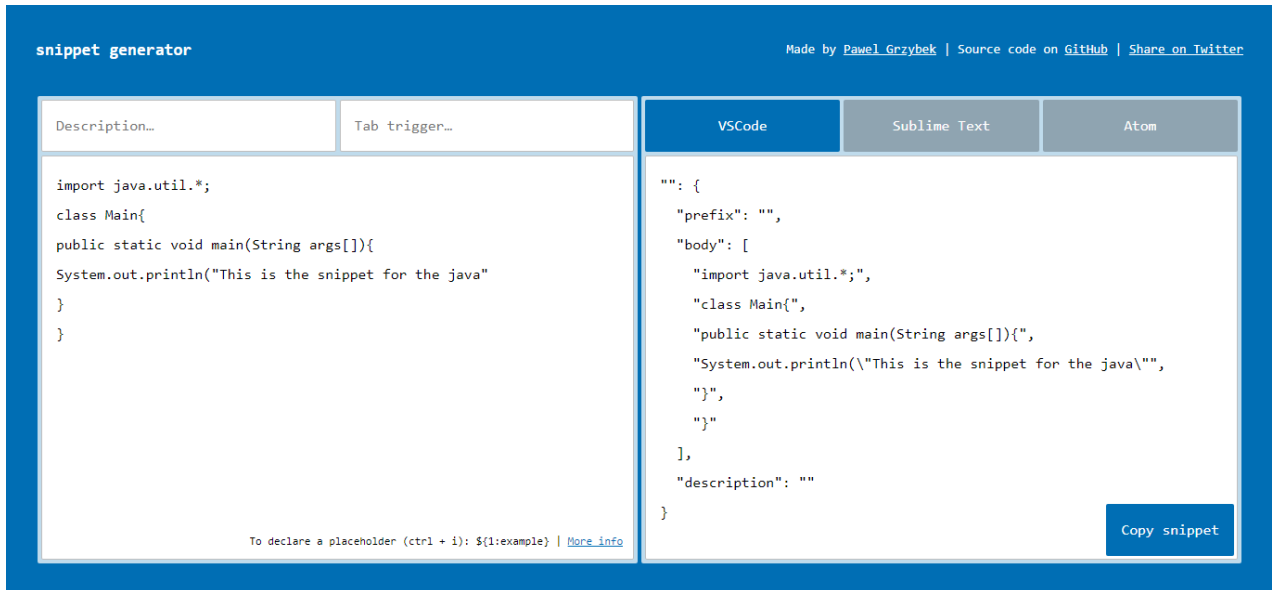 snippet generator
Made by Pawel Grzybek | Source code on GitHub | Share on Twitter
Description…
Tab trigger…
import java.util.*;
class Main{
public static void main(String args[]){
System.out.println("This is the snippet for the java"
}
}
To declare a placeholder (ctrl + i): ${1:example} | More info
VSCode
Sublime Text
Atom
"": {
  "prefix": "",
  "body": [
    "import java.util.*;",
    "class Main{",
    "public static void main(String args[]){",
    "System.out.println(\"This is the snippet for the java\"",
    "}",
    "}"
  ],
  "description": ""
}
Copy snippet